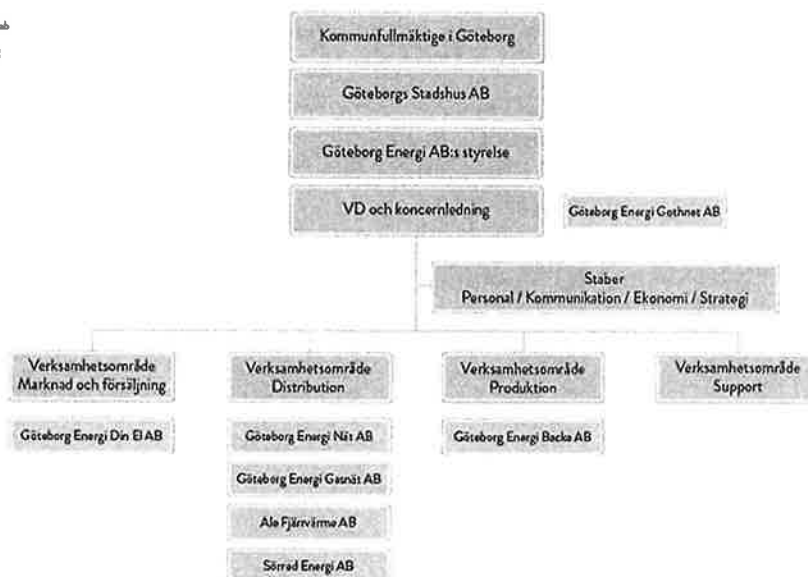 ab
Kommunfullmäktige i Göteborg
Göteborgs Stadshus AB
Göteborg Energi AB:s styrelse
VD och koncernledning
Göteborg Energi Gothnet AB
Staber
Personal / Kommunikation / Ekonomi / Strategi
Verksamhetsområde
Marknad och försäljning
Verksamhetsområde
Distribution
Verksamhetsområde
Produktion
Verksamhetsområde
Support
Göteborg Energi Din El AB
Göteborg Energi Nät AB
Göteborg Energi Backa AB
Göteborg Energi Gasnät AB
Ale Fjärrvärme AB
Sörred Energi AB